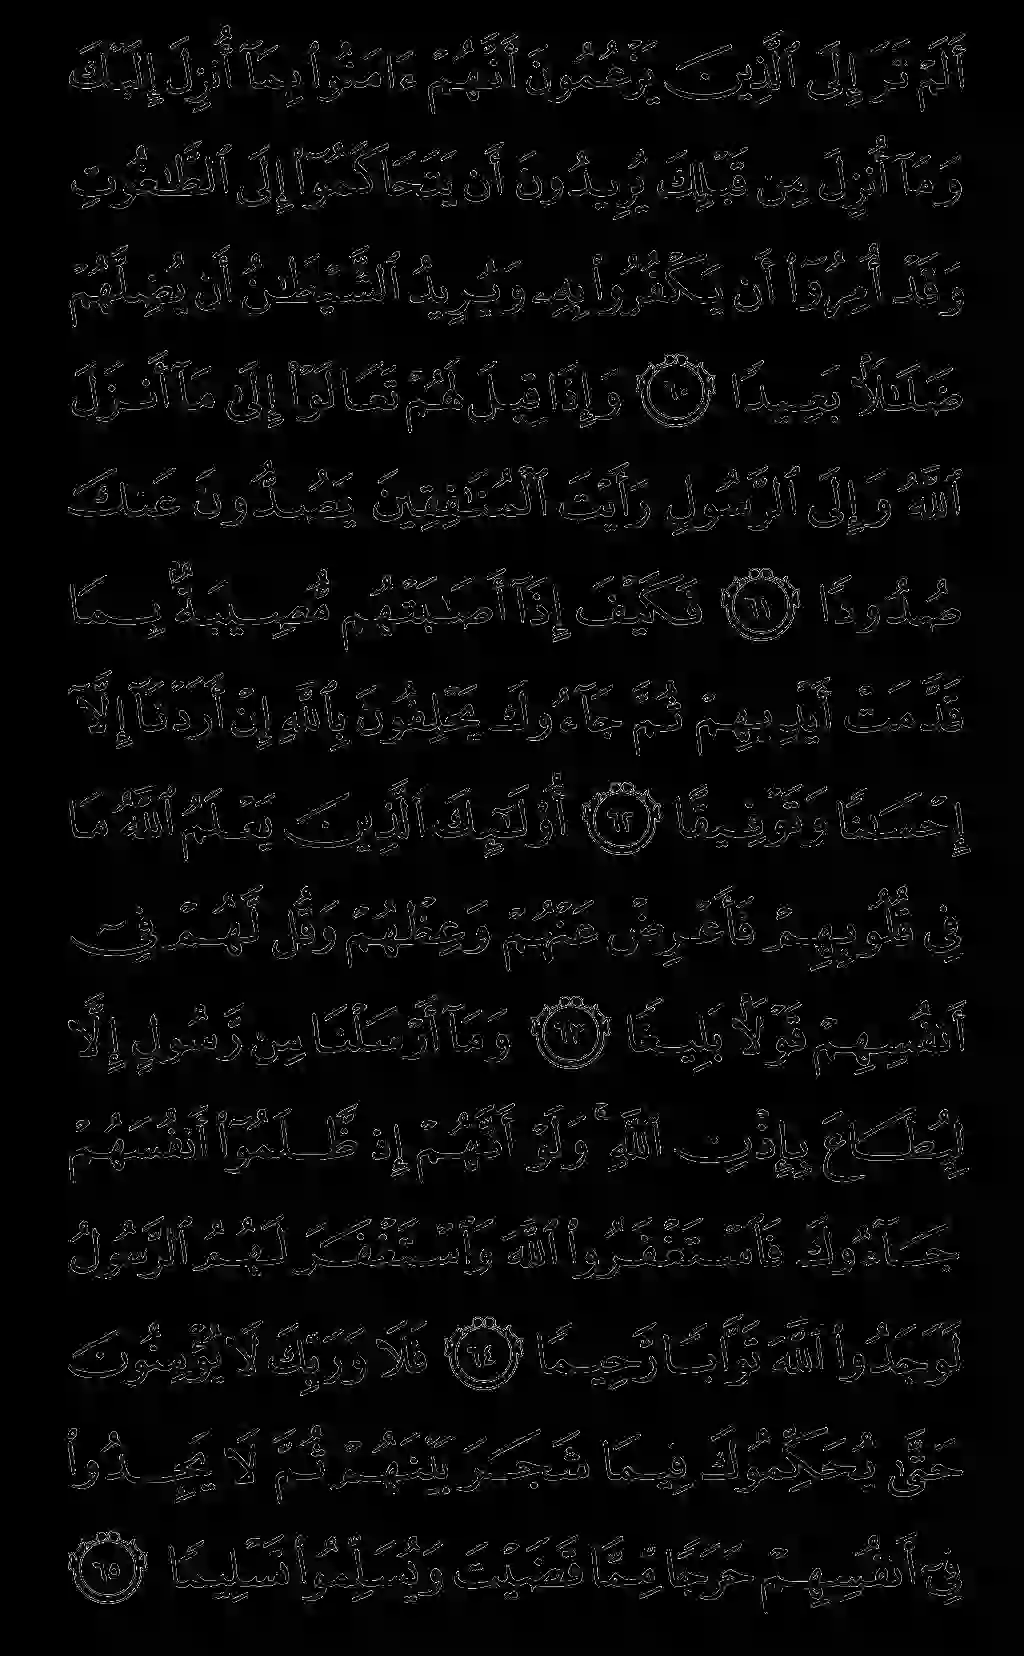 أَلَمْ تَرَ إِلَى ٱلَّذِينَ يَزْعُمُونَ أَنَّهُمْ ءَامَنُوا۟ بِمَآ أُنزِلَ إِلَيْكَ
وَمَآ أُنزِلَ مِن قَبْلِكَ يُرِيدُونَ أَن يَتَحَاكَمُوٓا۟ إِلَى ٱلطَّـٰغُوتِ
وَقَدْ أُمِرُوٓا۟ أَن يَكْفُرُوا۟ بِهِۦ وَيُرِيدُ ٱلشَّيْطَـٰنُ أَن يُضِلَّهُمْ
ضَلَـٰلًۢا بَعِيدًا ٦٠ وَإِذَا قِيلَ لَهُمْ تَعَالَوْا۟ إِلَىٰ مَآ أَنزَلَ
ٱللَّهُ وَإِلَى ٱلرَّسُولِ رَأَيْتَ ٱلْمُنَـٰفِقِينَ يَصُدُّونَ عَنكَ
صُدُودًا ٦١ فَكَيْفَ إِذَآ أَصَـٰبَتْهُم مُّصِيبَةٌۢ بِمَا
قَدَّمَتْ أَيْدِيهِمْ ثُمَّ جَآءُوكَ يَحْلِفُونَ بِٱللَّهِ إِنْ أَرَدْنَآ إِلَّآ
إِحْسَـٰنًا وَتَوْفِيقًا ٦٢ أُو۟لَـٰٓئِكَ ٱلَّذِينَ يَعْلَمُ ٱللَّهُ مَا
فِى قُلُوبِهِمْ فَأَعْرِضْ عَنْهُمْ وَعِظْهُمْ وَقُل لَّهُمْ فِىٓ
أَنفُسِهِمْ قَوْلًۢا بَلِيغًا ٦٣ وَمَآ أَرْسَلْنَا مِن رَّسُولٍ إِلَّا
لِيُطَاعَ بِإِذْنِ ٱللَّهِ ۚ وَلَوْ أَنَّهُمْ إِذ ظَّلَمُوٓا۟ أَنفُسَهُمْ
جَآءُوكَ فَٱسْتَغْفَرُوا۟ ٱللَّهَ وَٱسْتَغْفَرَ لَهُمُ ٱلرَّسُولُ
لَوَجَدُوا۟ ٱللَّهَ تَوَّابًا رَّحِيمًا ٦٤ فَلَا وَرَبِّكَ لَا يُؤْمِنُونَ
حَتَّىٰ يُحَكِّمُوكَ فِيمَا شَجَرَ بَيْنَهُمْ ثُمَّ لَا يَجِدُوا۟
فِىٓ أَنفُسِهِمْ حَرَجًا مِّمَّا قَضَيْتَ وَيُسَلِّمُوا۟ تَسْلِيمًا ٦٥